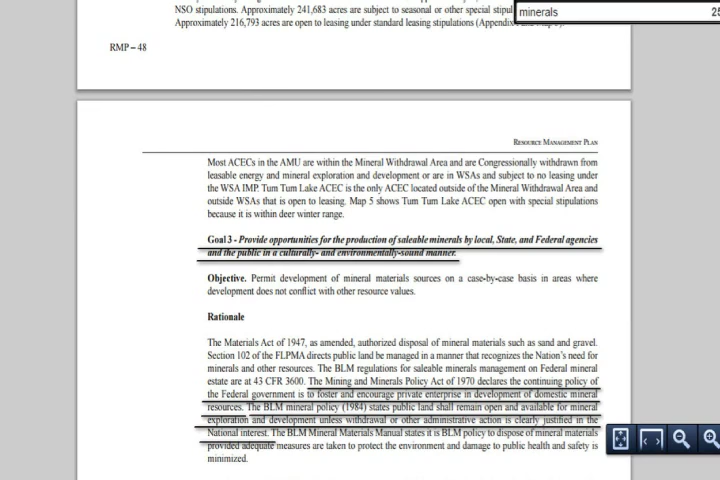 NSO stipulations. Approximately 241,683 acres are subject to seasonal or other special
minerals
Approximately 216,793 acres are open to leasing under standard leasing stipulations
RMP – 48
RESOURCE MANAGEMENT PLAN
Most ACECs in the AMU are within the Mineral Withdrawal Area and are Congressionally withdrawn from
leasable energy and mineral exploration and development or are in WSAs and subject to no leasing under
the WSA IMP. Tum Tum Lake ACEC is the only ACEC located outside of the Mineral Withdrawal Area and
outside WSAs that is open to leasing. Map 5 shows Tum Tum Lake ACEC open with special stipulations
because it is within deer winter range.
Goal 3 - Provide opportunities for the production of saleable minerals by local, State, and Federal agencies
and the public in a culturally- and environmentally-sound manner.
Objective. Permit development of mineral materials sources on a case-by-case basis in areas where
development does not conflict with other resource values.
Rationale
The Materials Act of 1947, as amended, authorized disposal of mineral materials such as sand and gravel.
Section 102 of the FLPMA directs public land be managed in a manner that recognizes the Nation's need for
minerals and other resources. The BLM regulations for saleable minerals management on Federal mineral
estate are at 43 CFR 3600. The Mining and Minerals Policy Act of 1970 declares the continuing policy of
the Federal government is to foster and encourage private enterprise in development of domestic mineral
resources. The BLM mineral policy (1984) states public land shall remain open and available for mineral
exploration and development unless withdrawal or other administrative action is clearly justified in the
National interest. The BLM Mineral Materials Manual states it is BLM policy to dispose of mineral materials
provided adequate measures are taken to protect the environment and damage to public health and safety is
minimized.